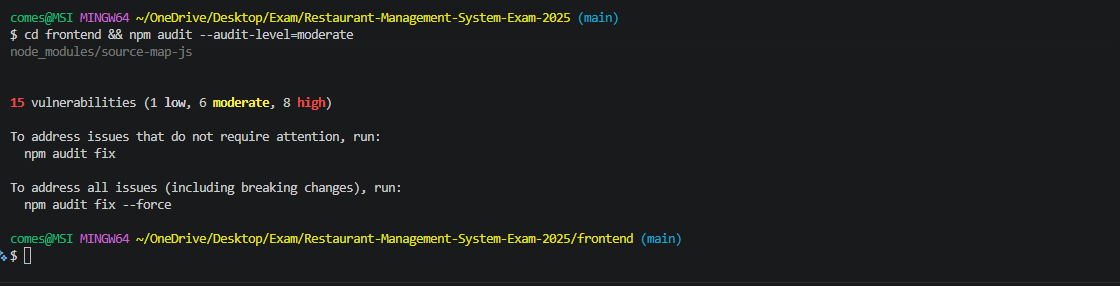 comes@MSI MINGW64 ~/OneDrive/Desktop/Exam/Restaurant-Management-System-Exam-2025 (main)
$ cd frontend && npm audit --audit-level=moderate
node_modules/source-map-js
15 vulnerabilities (1 low, 6 moderate, 8 high)
To address issues that do not require attention, run:
  npm audit fix
To address all issues (including breaking changes), run:
  npm audit fix --force
comes@MSI MINGW64 ~/OneDrive/Desktop/Exam/Restaurant-Management-System-Exam-2025/frontend (main)
$